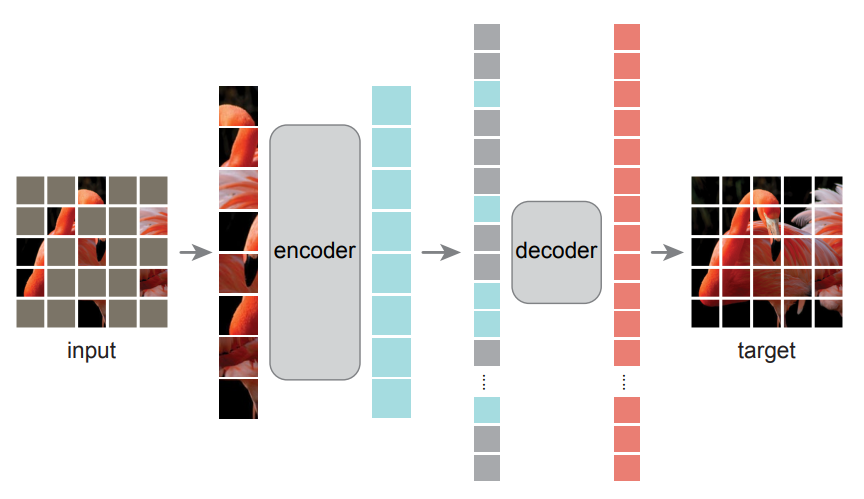 input
encoder
decoder
target